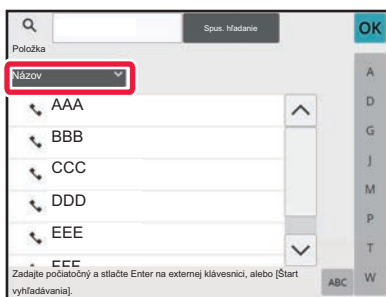 Spus. hľadanie
OK
Položka
Názov
A
AAA
D
BBB
G
CCC
J
M
DDD
P
EEE
T
EEE
Zadajte počiatočný a stlačte Enter na externej klávesnici, alebo [Štart
vyhľadávania].
ABC
W